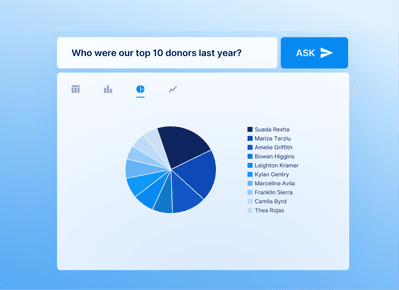 Who were our top 10 donors last year?
ASK
Suada Rexha
Mariza Terziu
Amelie Griffith
Bowen Higgins
Leighton Kramer
Kylan Gentry
Marceline Avila
Franklin Sierra
Camila Byrd
Thea Rojas